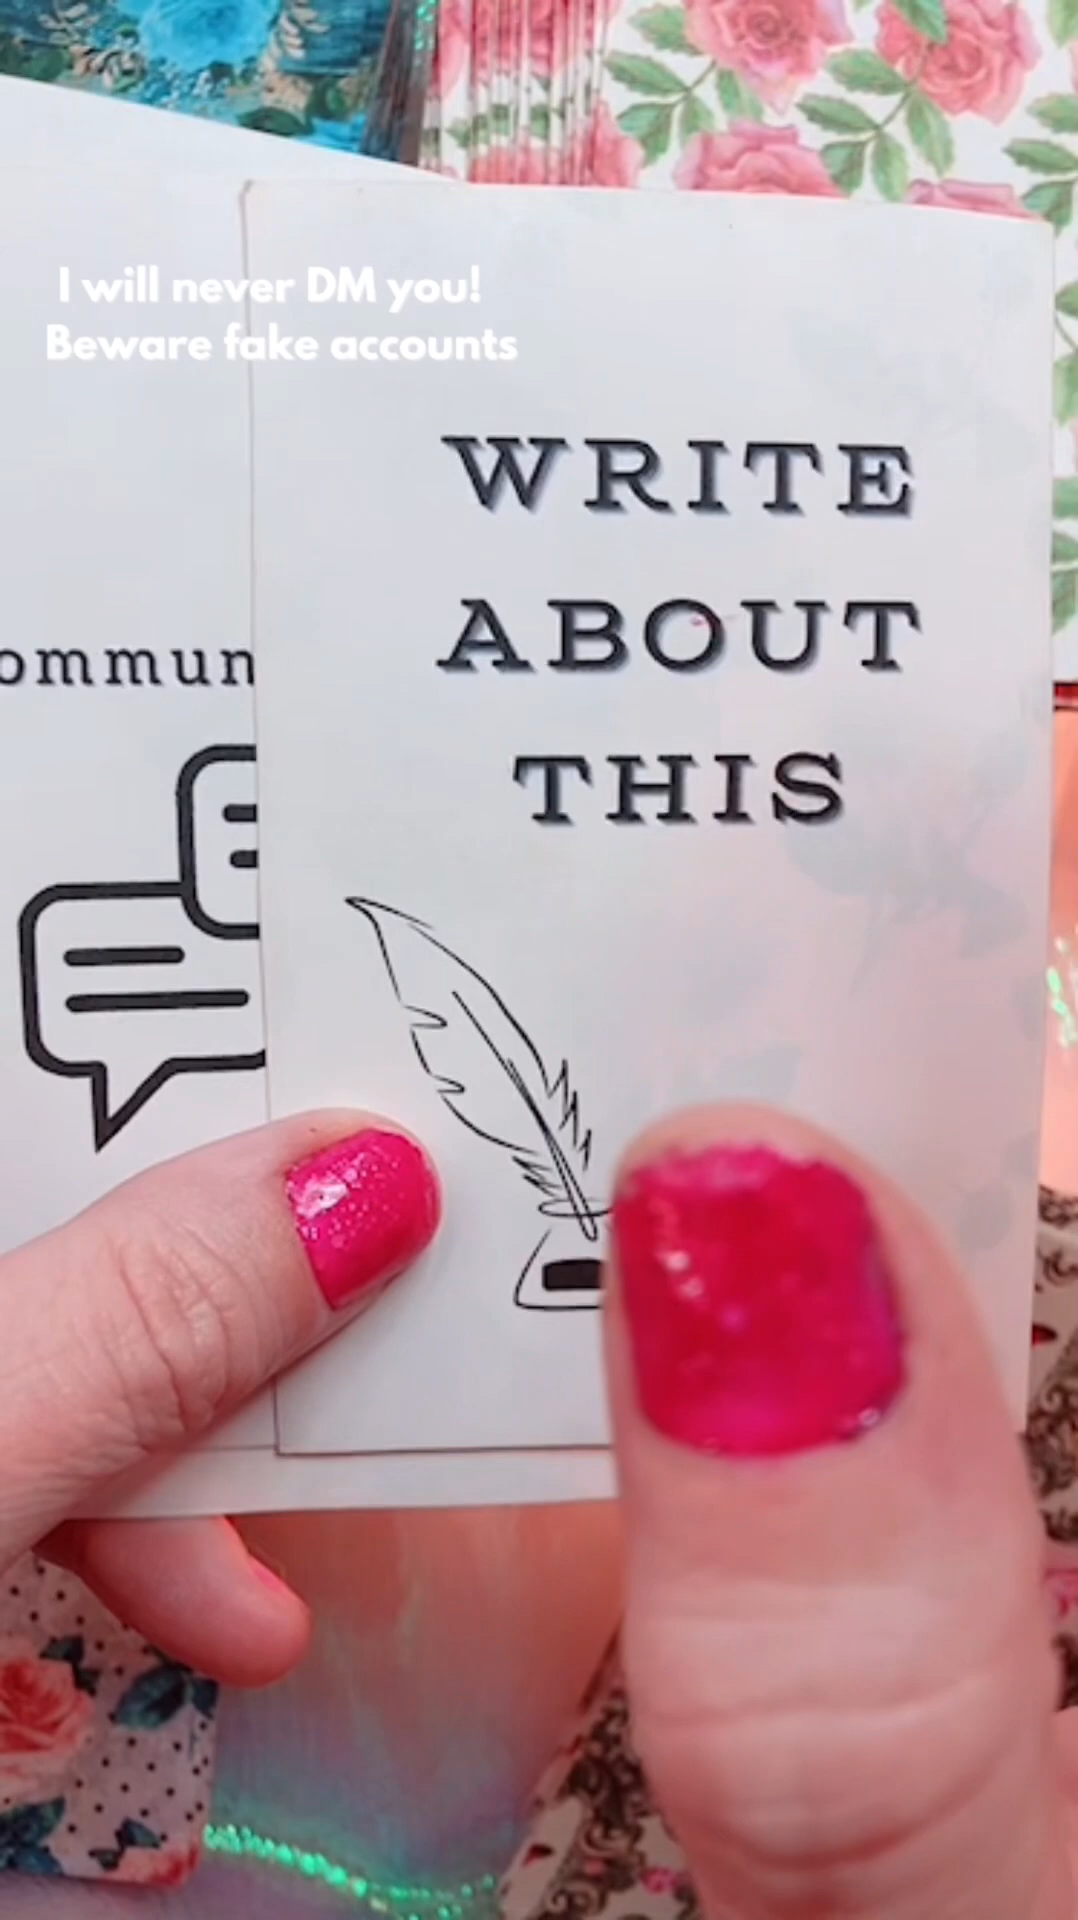 I will never DM you!
Beware fake accounts
WRITE
ABOUT
THIS
ommun